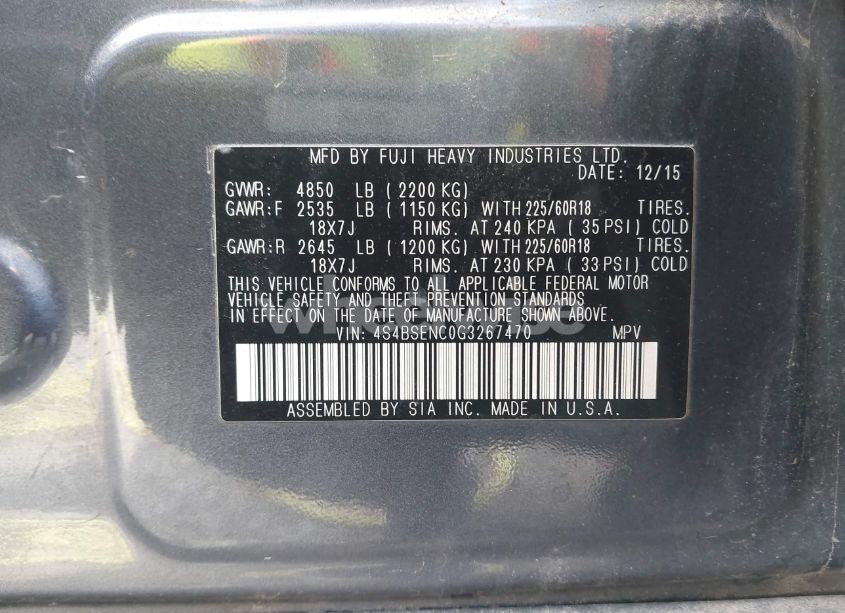 MFD BY FUJI HEAVY INDUSTRIES LTD.
DATE: 12/15
GVWR: 4850 LB ( 2200 KG)
GAWR:F 2535 LB ( 1150 KG) WITH 225/60R18 TIRES.
18X7J RIMS. AT 240 KPA ( 35 PSI) COLD
GAWR:R 2645 LB ( 1200 KG) WITH 225/60R18 TIRES.
18X7J RIMS. AT 230 KPA ( 33 PSI) COLD
THIS VEHICLE CONFORMS TO ALL APPLICABLE FEDERAL MOTOR
VEHICLE SAFETY AND THEFT PREVENTION STANDARDS
IN EFFECT ON THE DATE OF MANUFACTURE SHOWN ABOVE.
VIN: 4S4BSENC0G3267470 MPV
ASSEMBLED BY SIA INC. MADE IN U.S.A.